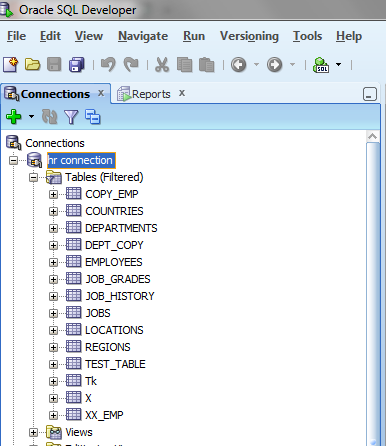 Oracle SQL Developer
File Edit View Navigate Run Versioning Tools Help
SQL
Connections x Reports x
Connections
hr connection
Tables (Filtered)
COPY_EMP
COUNTRIES
DEPARTMENTS
DEPT_COPY
EMPLOYEES
JOB_GRADES
JOB_HISTORY
JOBS
LOCATIONS
REGIONS
TEST_TABLE
Tk
X
XX_EMP
Views